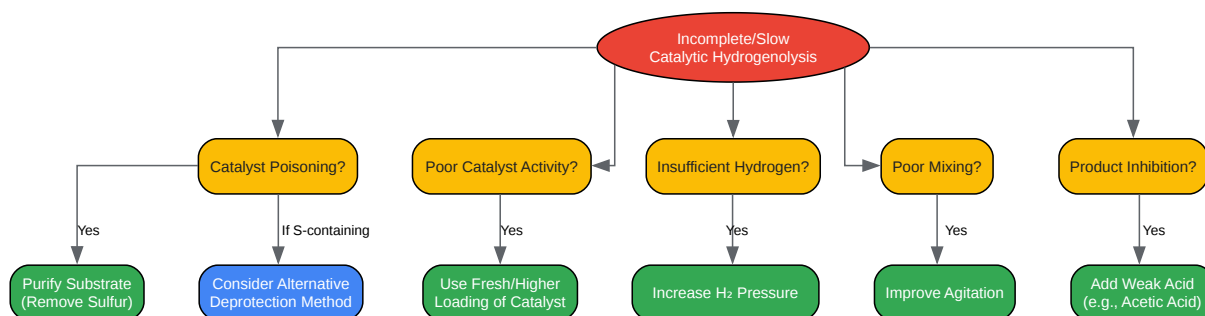 Incomplete/Slow
Catalytic Hydrogenolysis
Catalyst Poisoning?
Poor Catalyst Activity?
Insufficient Hydrogen?
Poor Mixing?
Product Inhibition?
Yes
If S-containing
Yes
Yes
Yes
Yes
Purify Substrate
(Remove Sulfur)
Consider Alternative
Deprotection Method
Use Fresh/Higher
Loading of Catalyst
Increase H₂ Pressure
Improve Agitation
Add Weak Acid
(e.g., Acetic Acid)